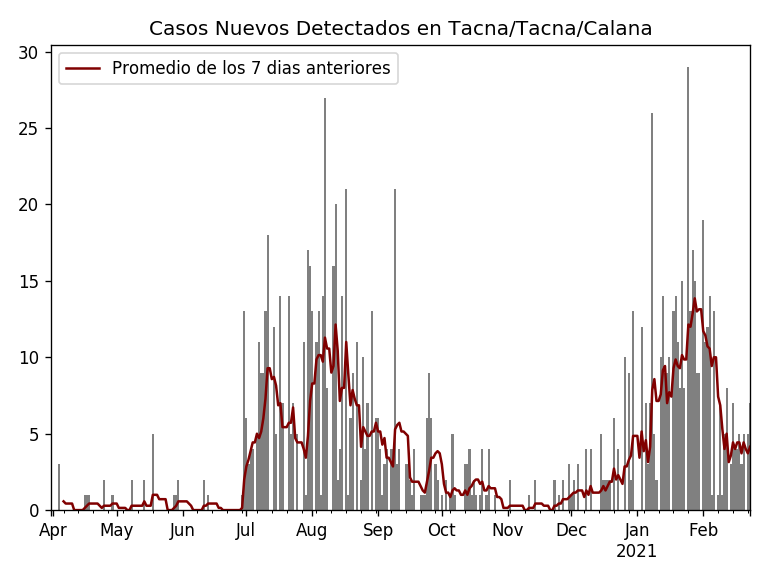 Casos Nuevos Detectados en Tacna/Tacna/Calana
Promedio de los 7 dias anteriores
30
25
20
15
10
5
0
Apr May Jun Jul Aug Sep Oct Nov Dec Jan Feb
2021